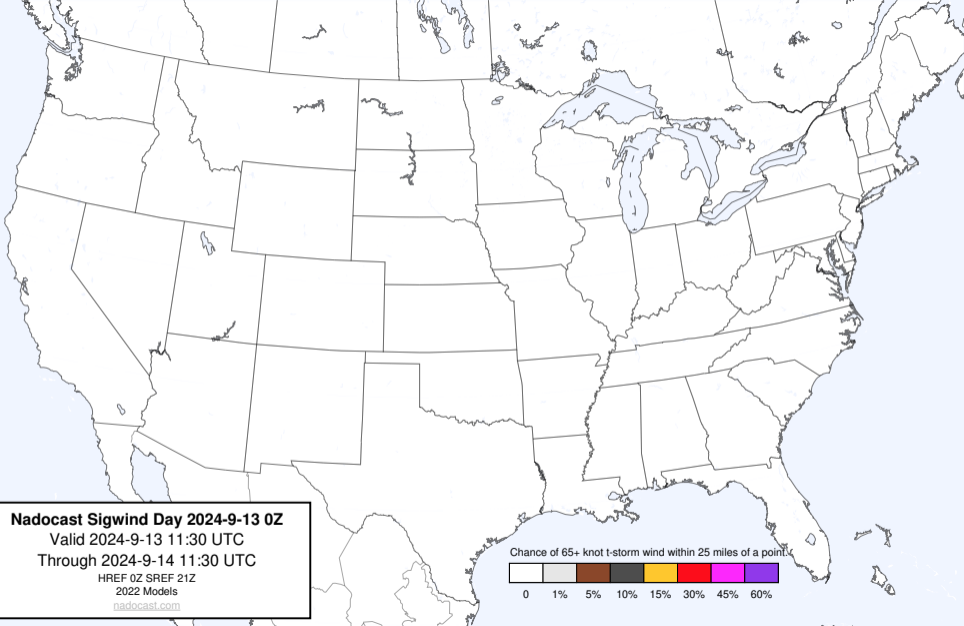 Nadocast Sigwind Day 2024-9-13 0Z
Valid 2024-9-13 11:30 UTC
Through 2024-9-14 11:30 UTC
HREF 0Z SREF 21Z
2022 Models
nadocast.com
Chance of 65+ knot t-storm wind within 25 miles of a point.
0 1% 5% 10% 15% 30% 45% 60%